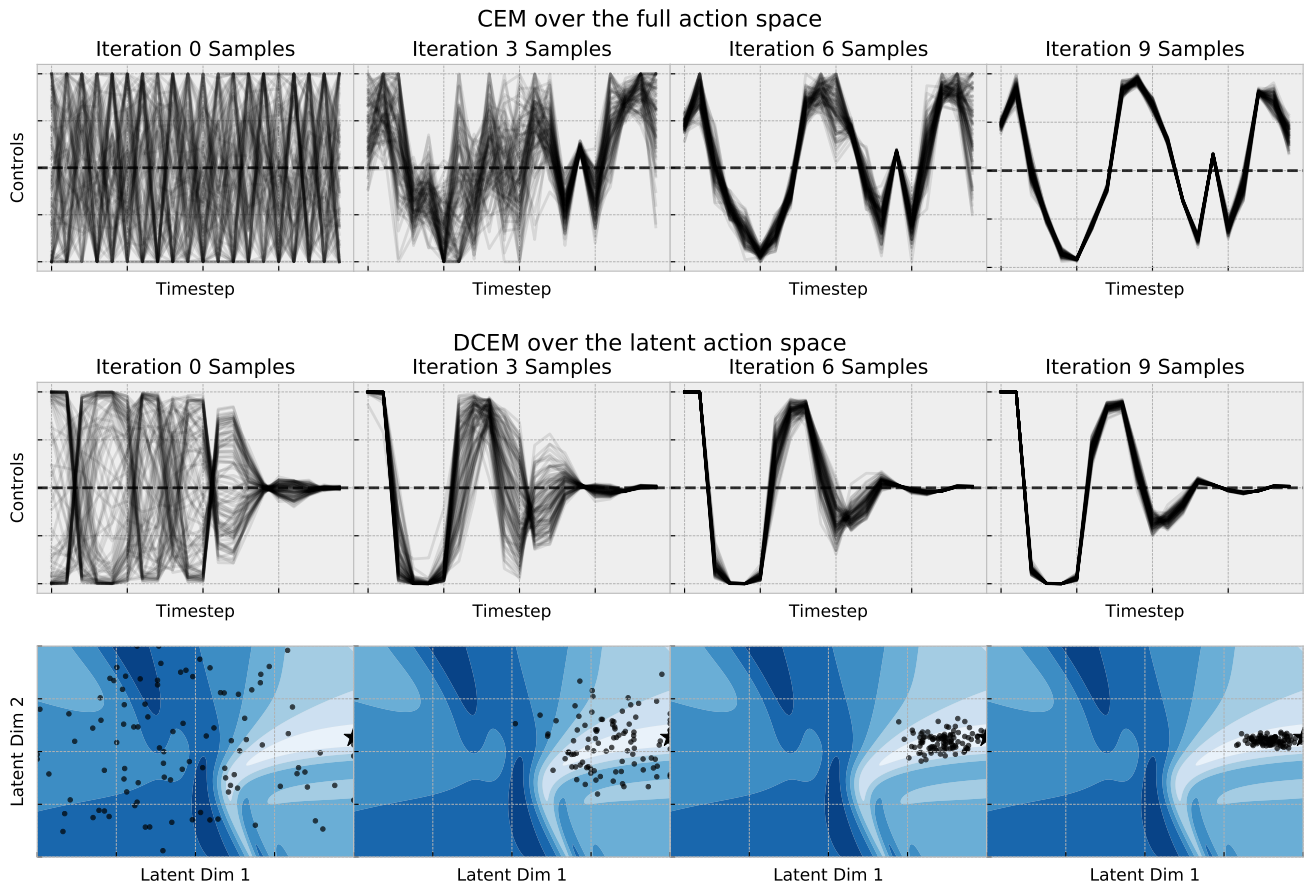 CEM over the full action space
Iteration 0 Samples
Iteration 3 Samples
Iteration 6 Samples
Iteration 9 Samples
Controls
Timestep
Timestep
Timestep
Timestep
DCEM over the latent action space
Iteration 0 Samples
Iteration 3 Samples
Iteration 6 Samples
Iteration 9 Samples
Controls
Timestep
Timestep
Timestep
Timestep
Latent Dim 2
Latent Dim 1
Latent Dim 1
Latent Dim 1
Latent Dim 1